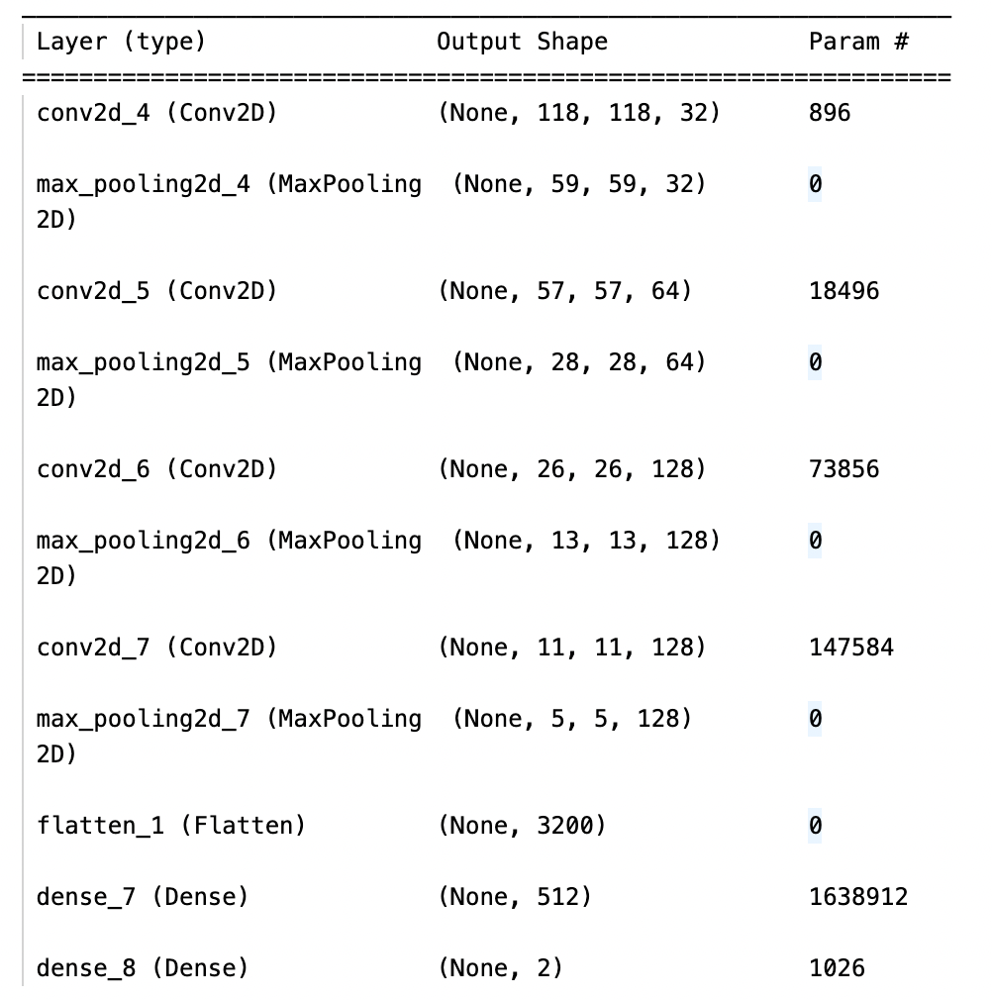 Layer (type) Output Shape Param #
=================================================================
conv2d_4 (Conv2D) (None, 118, 118, 32) 896
max_pooling2d_4 (MaxPooling (None, 59, 59, 32) 0
2D)
conv2d_5 (Conv2D) (None, 57, 57, 64) 18496
max_pooling2d_5 (MaxPooling (None, 28, 28, 64) 0
2D)
conv2d_6 (Conv2D) (None, 26, 26, 128) 73856
max_pooling2d_6 (MaxPooling (None, 13, 13, 128) 0
2D)
conv2d_7 (Conv2D) (None, 11, 11, 128) 147584
max_pooling2d_7 (MaxPooling (None, 5, 5, 128) 0
2D)
flatten_1 (Flatten) (None, 3200) 0
dense_7 (Dense) (None, 512) 1638912
dense_8 (Dense) (None, 2) 1026